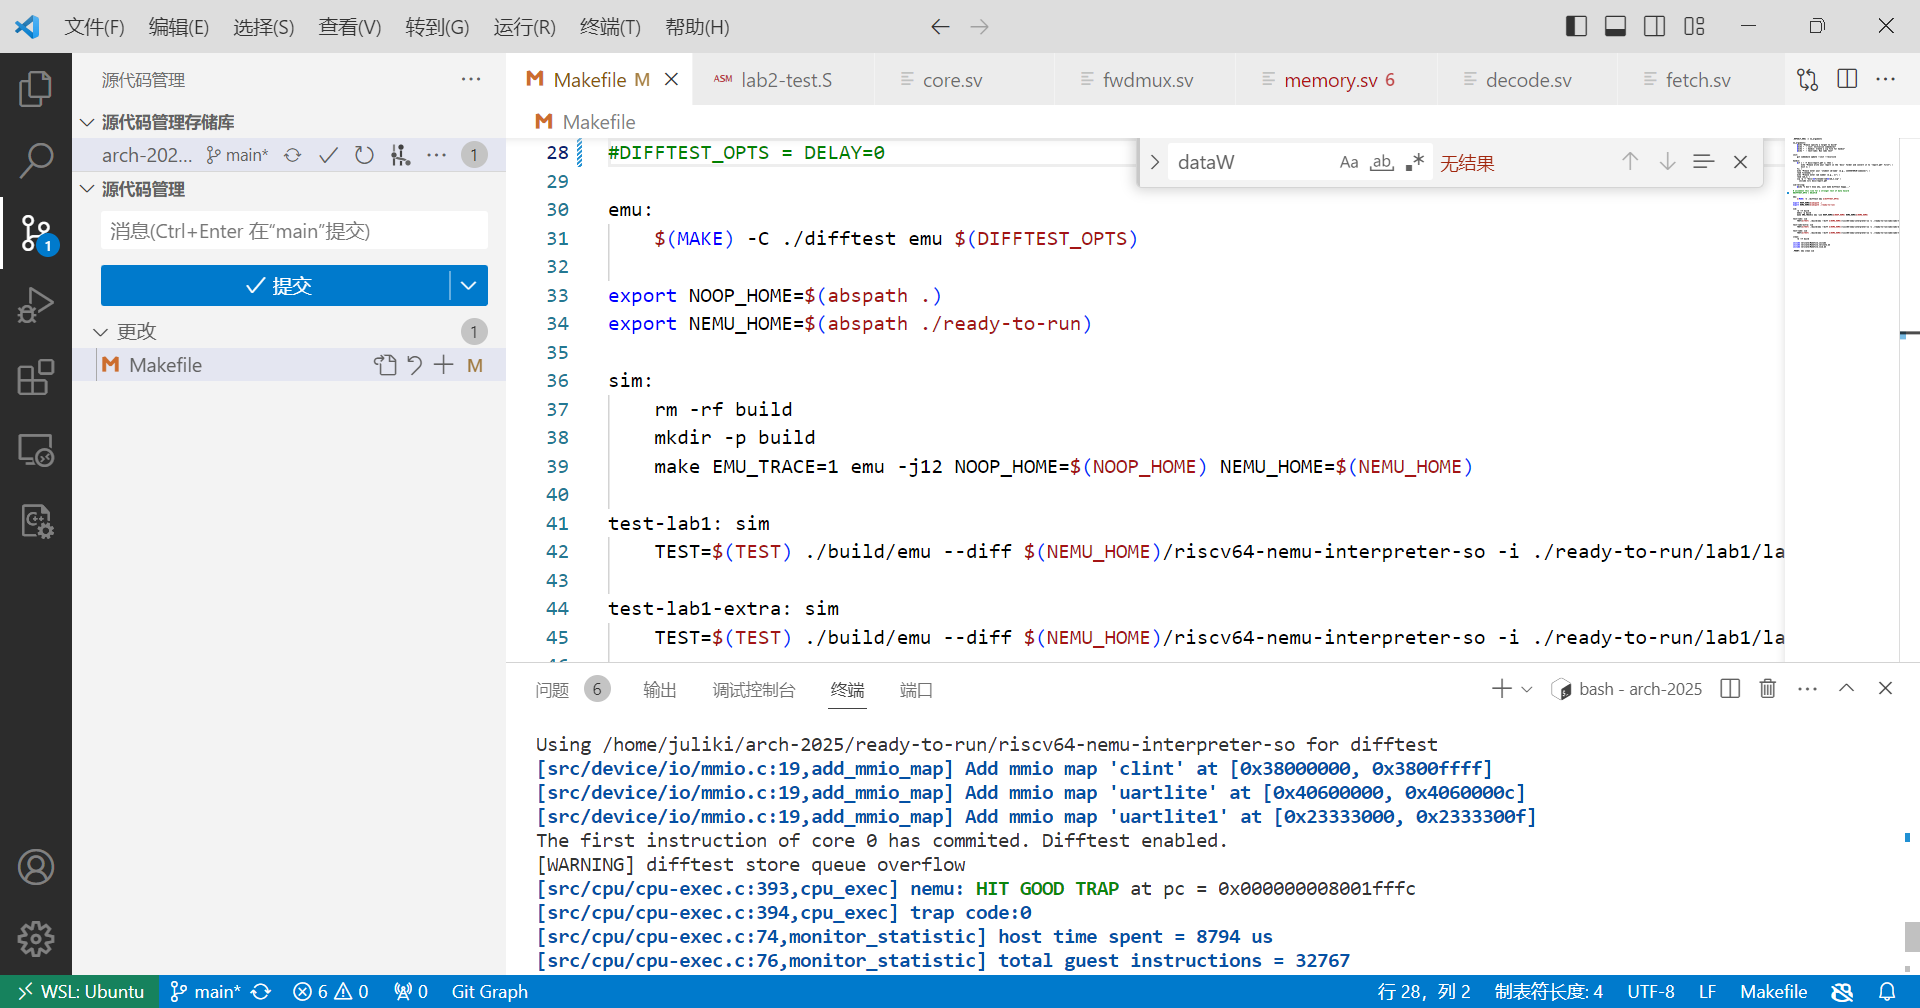 文件(F) 编辑(E) 选择(S) 查看(V) 转到(G) 运行(R) 终端(T) 帮助(H)
源代码管理
源代码管理存储库
arch-202... main* 1
源代码管理
消息(Ctrl+Enter 在“main”提交)
提交
更改 1
Makefile M
1
Makefile M
ASM lab2-test.S
core.sv
fwdmux.sv
memory.sv 6
decode.sv
fetch.sv
Makefile
dataW Aa ab 无结果
28 #DIFFTEST_OPTS = DELAY=0
29
30 emu:
31 $(MAKE) -C ./difftest emu $(DIFFTEST_OPTS)
32
33 export NOOP_HOME=$(abspath .)
34 export NEMU_HOME=$(abspath ./ready-to-run)
35
36 sim:
37 rm -rf build
38 mkdir -p build
39 make EMU_TRACE=1 emu -j12 NOOP_HOME=$(NOOP_HOME) NEMU_HOME=$(NEMU_HOME)
40
41 test-lab1: sim
42 TEST=$(TEST) ./build/emu --diff $(NEMU_HOME)/riscv64-nemu-interpreter-so -i ./ready-to-run/lab1/la
43
44 test-lab1-extra: sim
45 TEST=$(TEST) ./build/emu --diff $(NEMU_HOME)/riscv64-nemu-interpreter-so -i ./ready-to-run/lab1/la
问题 6 输出 调试控制台 终端 端口
bash - arch-2025
Using /home/juliki/arch-2025/ready-to-run/riscv64-nemu-interpreter-so for difftest
[src/device/io/mmio.c:19,add_mmio_map] Add mmio map 'clint' at [0x38000000, 0x3800ffff]
[src/device/io/mmio.c:19,add_mmio_map] Add mmio map 'uartlite' at [0x40600000, 0x4060000c]
[src/device/io/mmio.c:19,add_mmio_map] Add mmio map 'uartlite1' at [0x23333000, 0x2333300f]
The first instruction of core 0 has commited. Difftest enabled.
[WARNING] difftest store queue overflow
[src/cpu/cpu-exec.c:393,cpu_exec] nemu: HIT GOOD TRAP at pc = 0x000000008001fffc
[src/cpu/cpu-exec.c:394,cpu_exec] trap code:0
[src/cpu/cpu-exec.c:74,monitor_statistic] host time spent = 8794 us
[src/cpu/cpu-exec.c:76,monitor_statistic] total guest instructions = 32767
WSL: Ubuntu main* 6 0 0 Git Graph 行 28，列 2 制表符长度: 4 UTF-8 LF Makefile